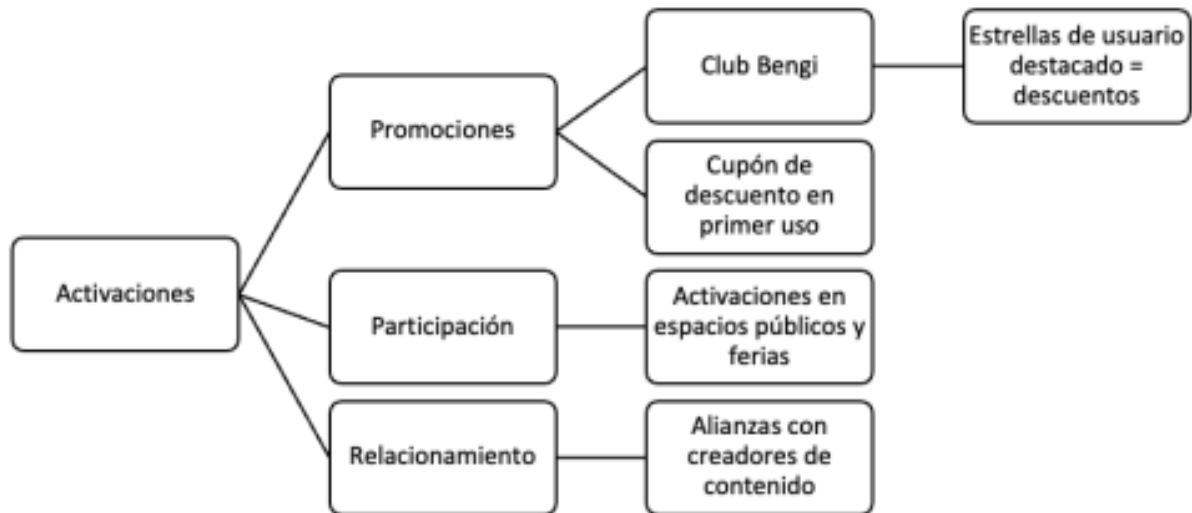 Activaciones
Promociones
Club Bengi
Estrellas de usuario
destacado =
descuentos
Cupón de
descuento en
primer uso
Participación
Activaciones en
espacios públicos y
ferias
Relacionamiento
Alianzas con
creadores de
contenido